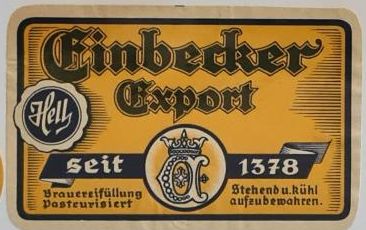 Einbecker
Export
Hell
seit 1378
Brauereifüllung
Pasteurisiert
Stehend u. kühl
aufzubewahren.